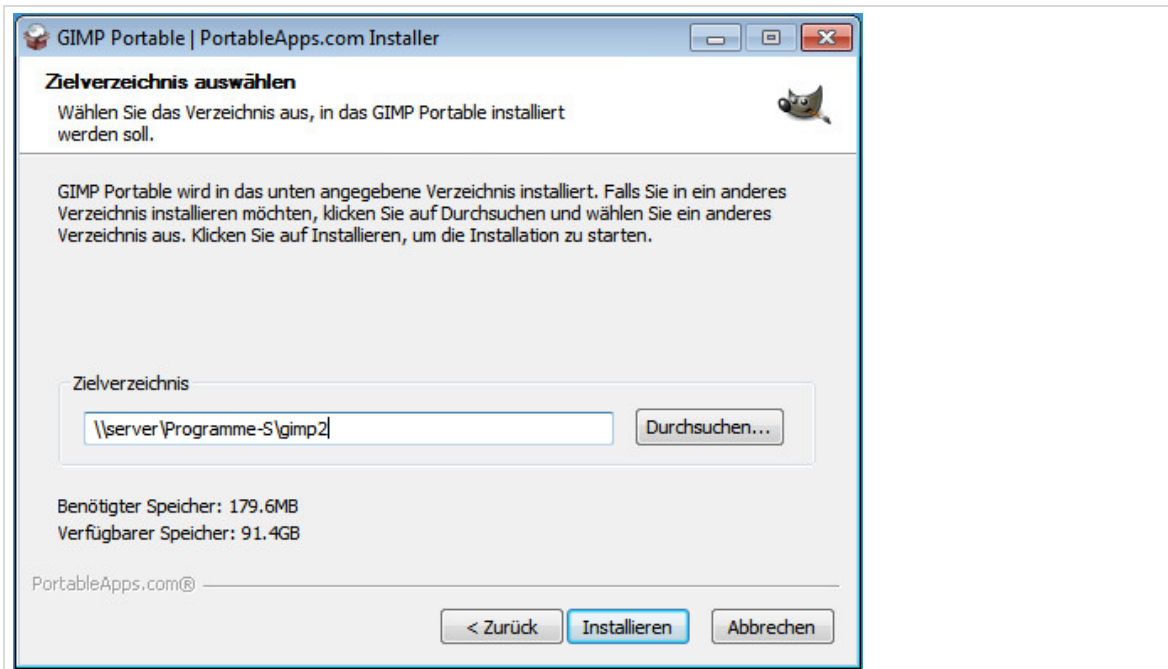 GIMP Portable | PortableApps.com Installer
Zielverzeichnis auswählen
Wählen Sie das Verzeichnis aus, in das GIMP Portable installiert
werden soll.
GIMP Portable wird in das unten angegebene Verzeichnis installiert. Falls Sie in ein anderes
Verzeichnis installieren möchten, klicken Sie auf Durchsuchen und wählen Sie ein anderes
Verzeichnis aus. Klicken Sie auf Installieren, um die Installation zu starten.
Zielverzeichnis
\\server\Programme-S\gimp2
Durchsuchen...
Benötigter Speicher: 179.6MB
Verfügbarer Speicher: 91.4GB
PortableApps.com®
< Zurück
Installieren
Abbrechen